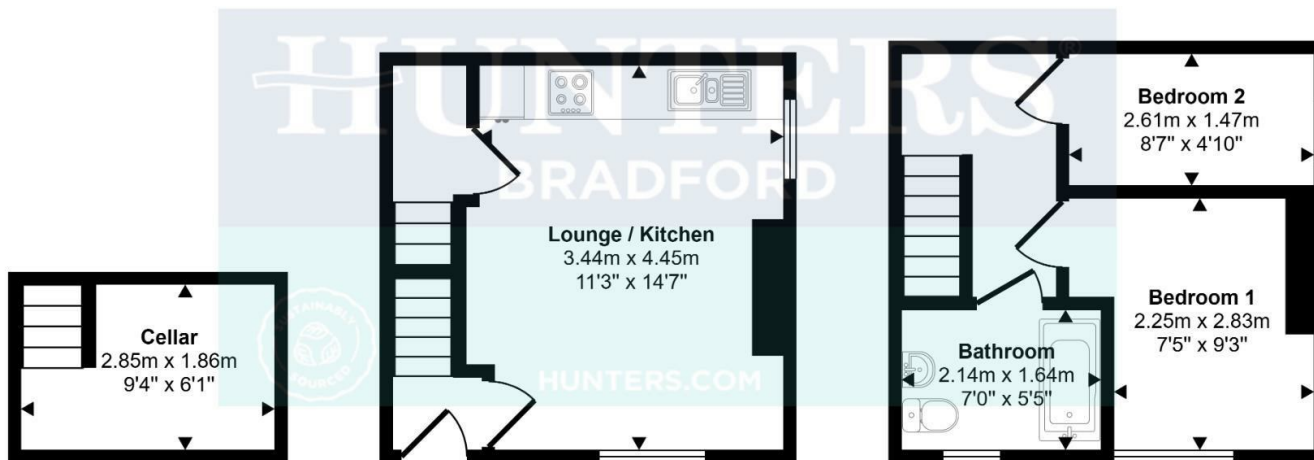 HUNTERS®
BRADFORD
HUNTERS.COM
SUSTAINABLY
SOURCED
Cellar
2.85m x 1.86m
9'4" x 6'1"
Lounge / Kitchen
3.44m x 4.45m
11'3" x 14'7"
Bedroom 2
2.61m x 1.47m
8'7" x 4'10"
Bedroom 1
2.25m x 2.83m
7'5" x 9'3"
Bathroom
2.14m x 1.64m
7'0" x 5'5"